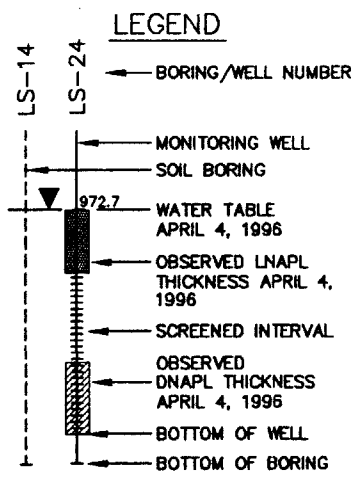 LEGEND
LS-14
LS-24
BORING/WELL NUMBER
MONITORING WELL
SOIL BORING
972.7
WATER TABLE
APRIL 4, 1996
OBSERVED LNAPL
THICKNESS APRIL 4,
1996
SCREENED INTERVAL
OBSERVED
DNAPL THICKNESS
APRIL 4, 1996
BOTTOM OF WELL
BOTTOM OF BORING